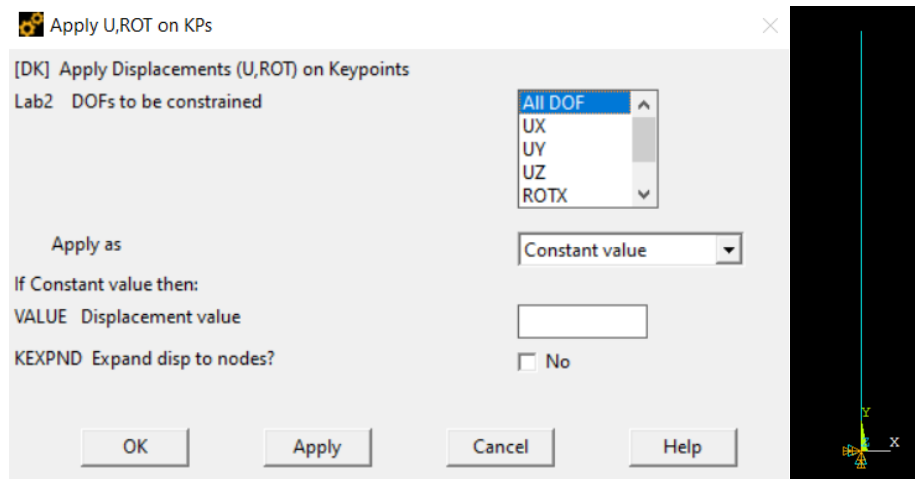 Apply U,ROT on KPs
[DK] Apply Displacements (U,ROT) on Keypoints
Lab2 DOFs to be constrained
All DOF
UX
UY
UZ
ROTX
Apply as
Constant value
If Constant value then:
VALUE Displacement value
KEXPND Expand disp to nodes?
No
OK
Apply
Cancel
Help
Y
X